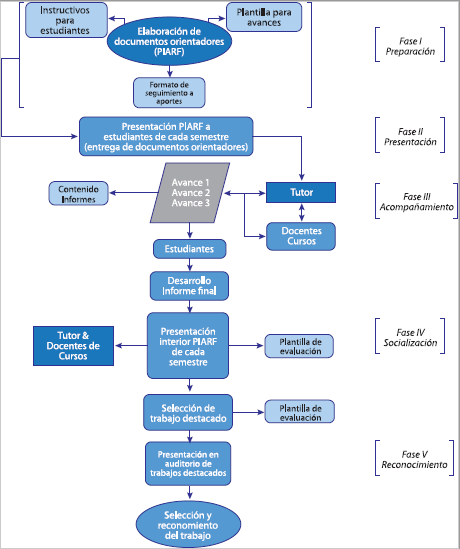 Instructivos
para
estudiantes
Elaboración de
documentos orientadores
(PIARF)
Plantilla para
avances
Formato de
seguimiento a
aportes
Fase I
Preparación
Presentación PIARF a
estudiantes de cada semestre
(entrega de documentos orientadores)
Fase II
Presentación
Contenido
Informes
Avance 1
Avance 2
Avance 3
Tutor
Docentes
Cursos
Fase III
Acompañamiento
Estudiantes
Desarrollo
Informe final
Tutor &
Docentes de
Cursos
Presentación
interior PIARF
de cada
semestre
Plantilla de
evaluación
Fase IV
Socialización
Selección de
trabajo destacado
Plantilla de
evaluación
Presentación en
auditorio de
trabajos destacados
Fase V
Reconocimiento
Selección y
reconomiento
del trabajo